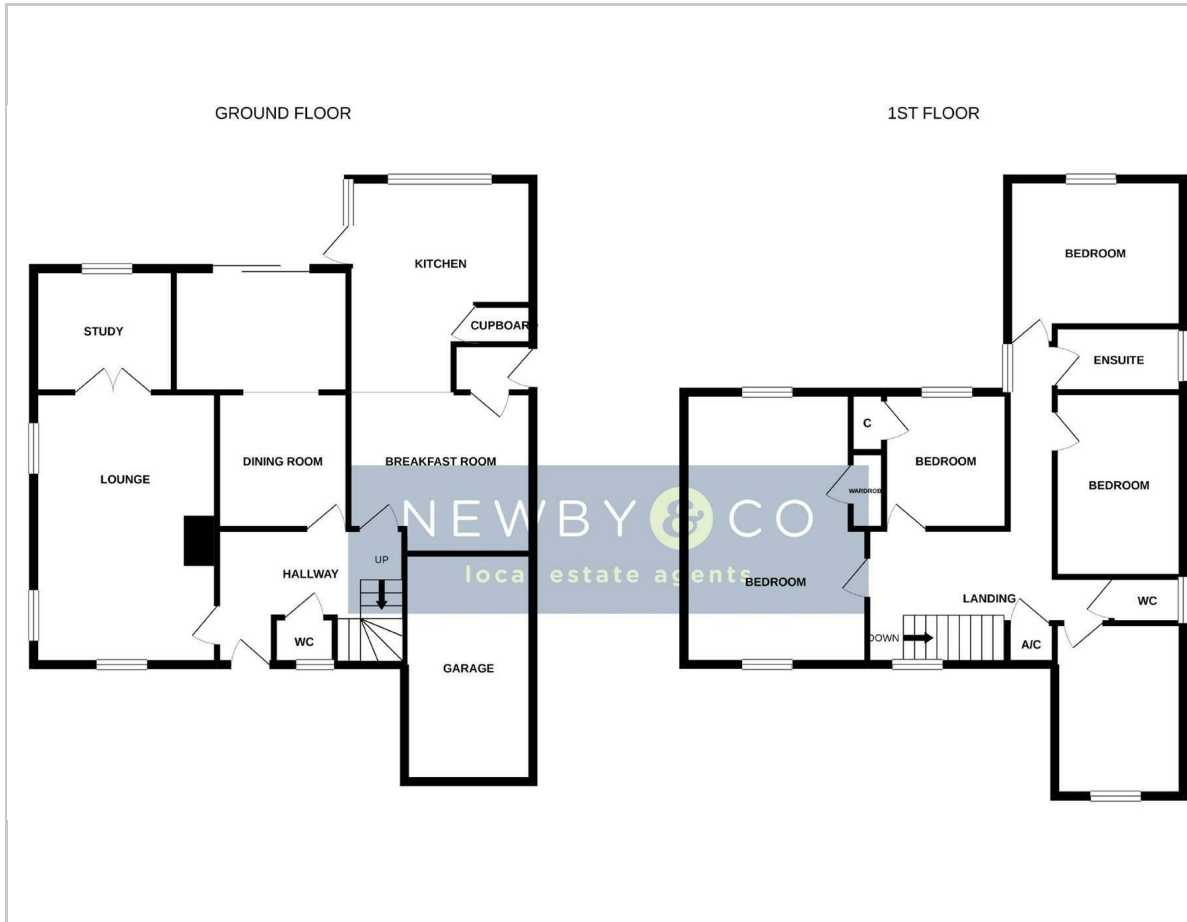 GROUND FLOOR
1ST FLOOR
KITCHEN
CUPBOARD
STUDY
LOUNGE
DINING ROOM
BREAKFAST ROOM
UP
HALLWAY
WC
GARAGE
BEDROOM
ENSUITE
C
BEDROOM
WARDROB
BEDROOM
BEDROOM
LANDING
WC
DOWN
A/C
NEWBY & CO
local estate agents